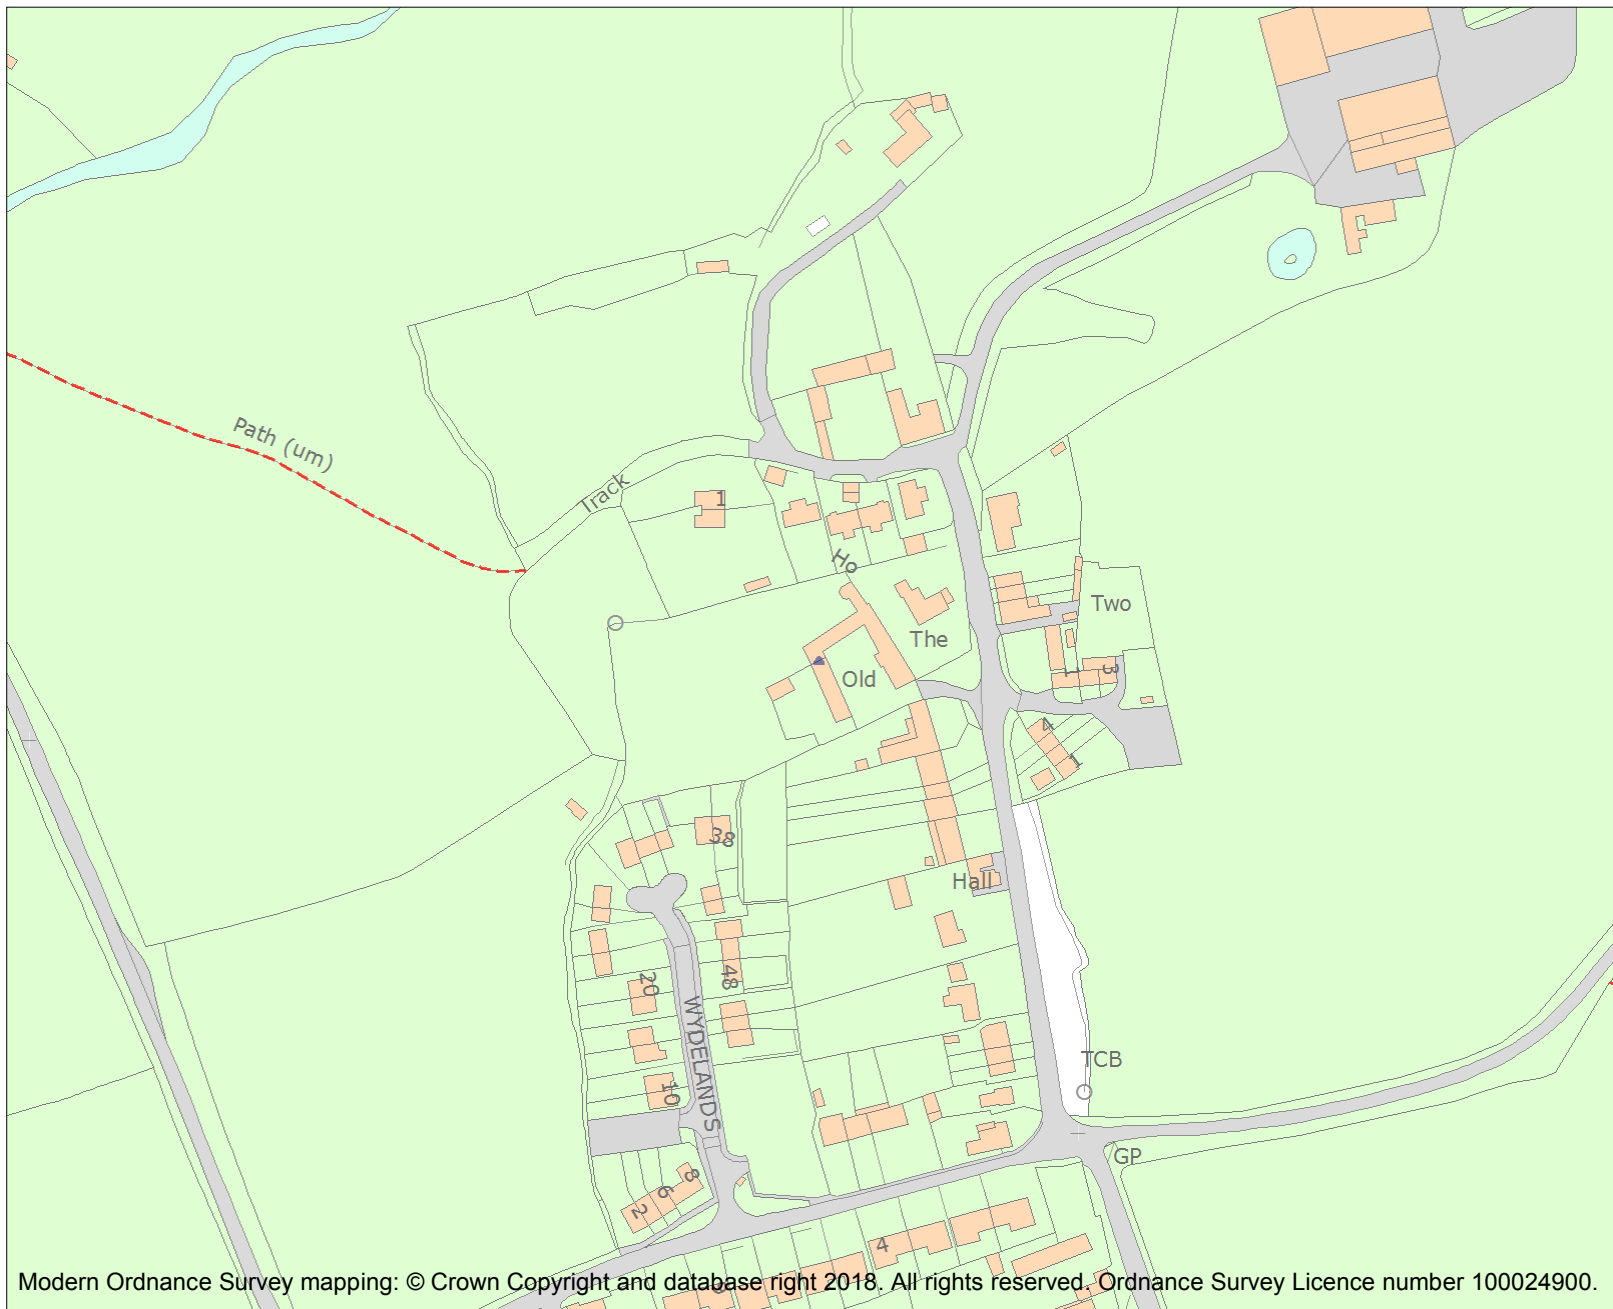 Path (um)
Track
1
Ho
Two
The
Old
1
3
4
1
38
Hall
20
48
WYDELANDS
10
TCB
GP
8
6
2
4
Modern Ordnance Survey mapping: © Crown Copyright and database right 2018. All rights reserved. Ordnance Survey Licence number 100024900.